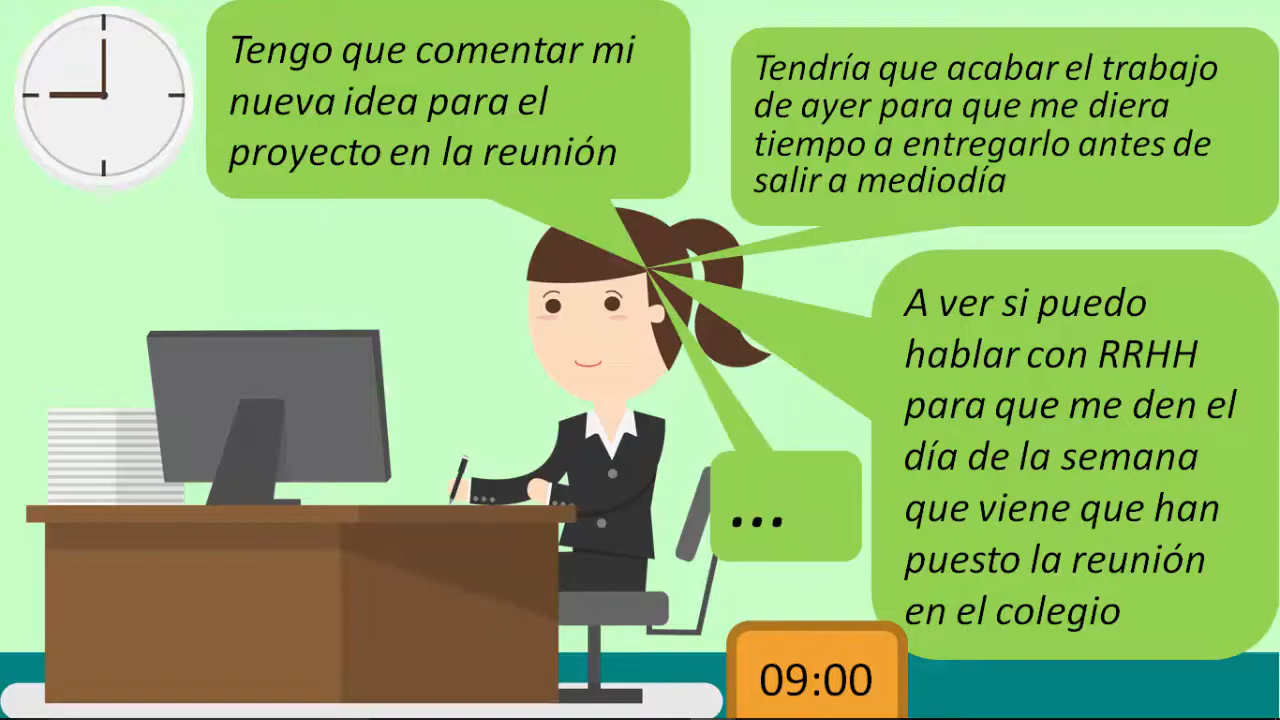 Tengo que comentar mi
nueva idea para el
proyecto en la reunión
Tendría que acabar el trabajo
de ayer para que me diera
tiempo a entregarlo antes de
salir a mediodía
A ver si puedo
hablar con RRHH
para que me den el
día de la semana
que viene que han
puesto la reunión
en el colegio
...
09:00